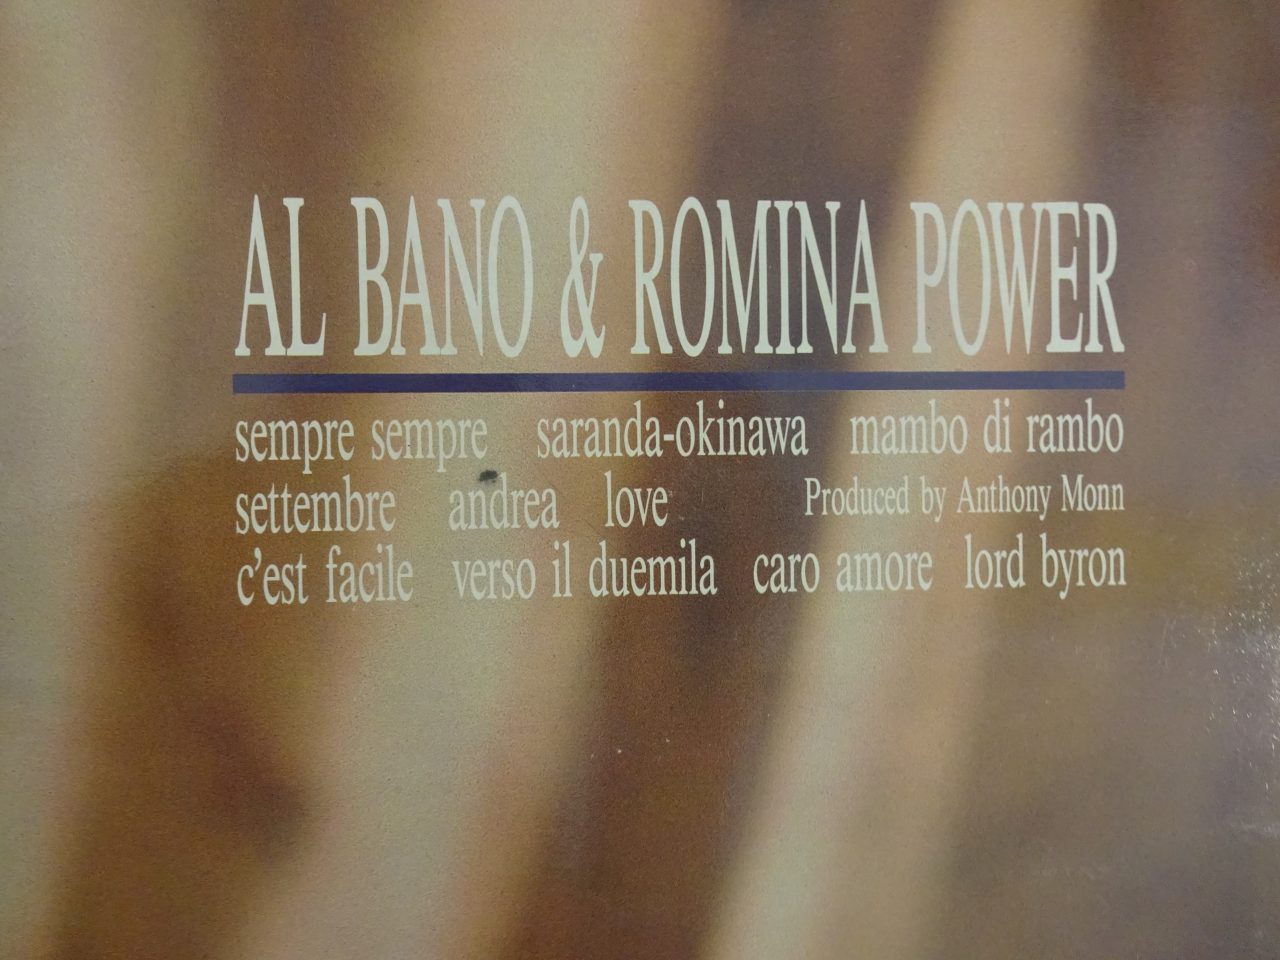 AL BANO & ROMINA POWER
sempre sempre saranda-okinawa mambo di rambo
settembre andrea love Produced by Anthony Monn
c'est facile verso il duemila caro amore lord byron